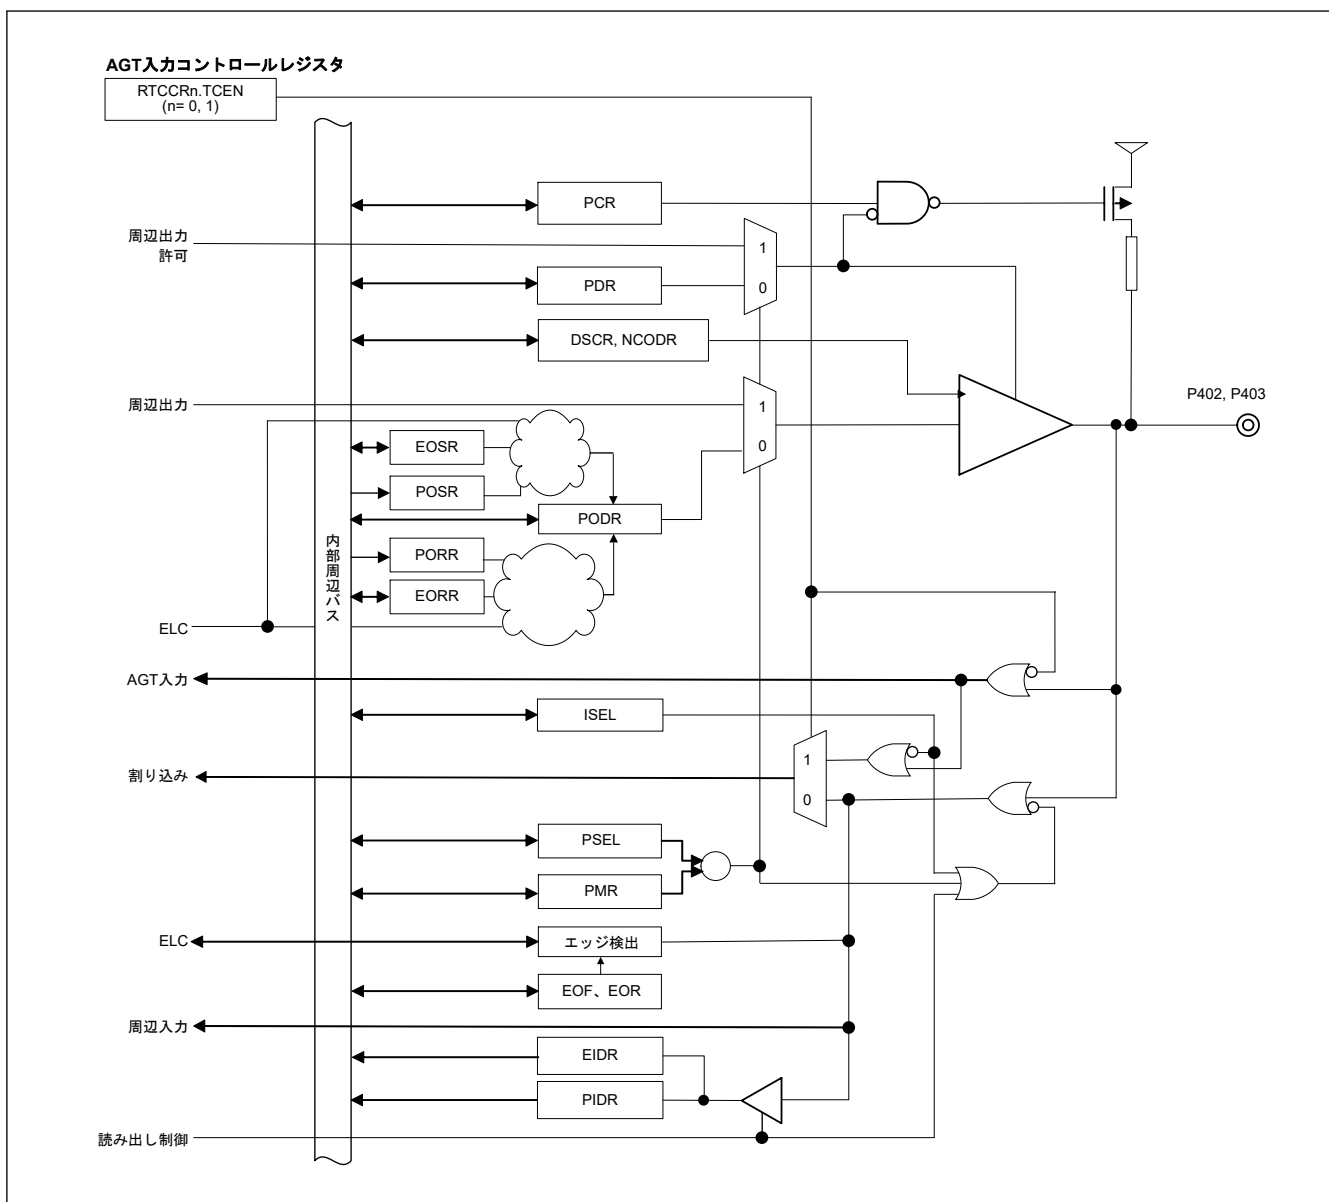 AGT入力コントロールレジスタ
RTCCRn.TCEN
(n= 0, 1)
PCR
周辺出力
許可
1
0
PDR
DSCR, NCODR
周辺出力
1
0
P402, P403
EOSR
POSR
PODR
内部周辺バス
PORR
EORR
ELC
AGT入力
ISEL
割り込み
1
0
PSEL
PMR
ELC
エッジ検出
EOF、EOR
周辺入力
EIDR
PIDR
読み出し制御